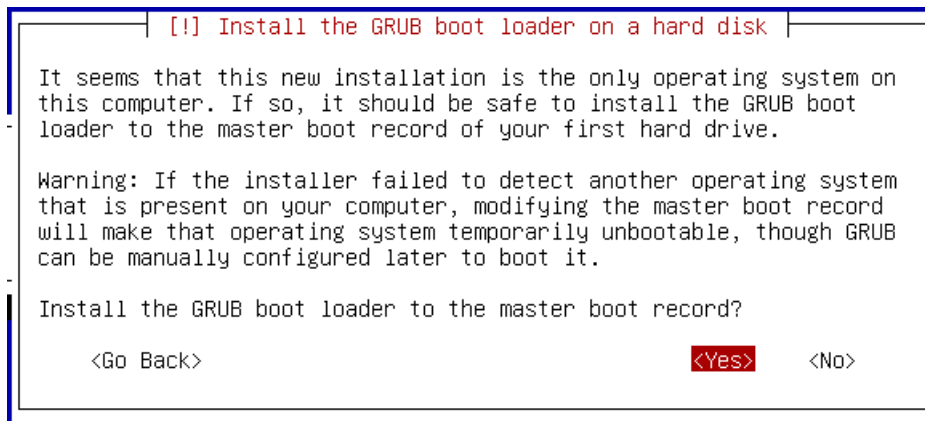 [!] Install the GRUB boot loader on a hard disk
It seems that this new installation is the only operating system on
this computer. If so, it should be safe to install the GRUB boot
loader to the master boot record of your first hard drive.
Warning: If the installer failed to detect another operating system
that is present on your computer, modifying the master boot record
will make that operating system temporarily unbootable, though GRUB
can be manually configured later to boot it.
Install the GRUB boot loader to the master boot record?
<Go Back> <Yes> <No>